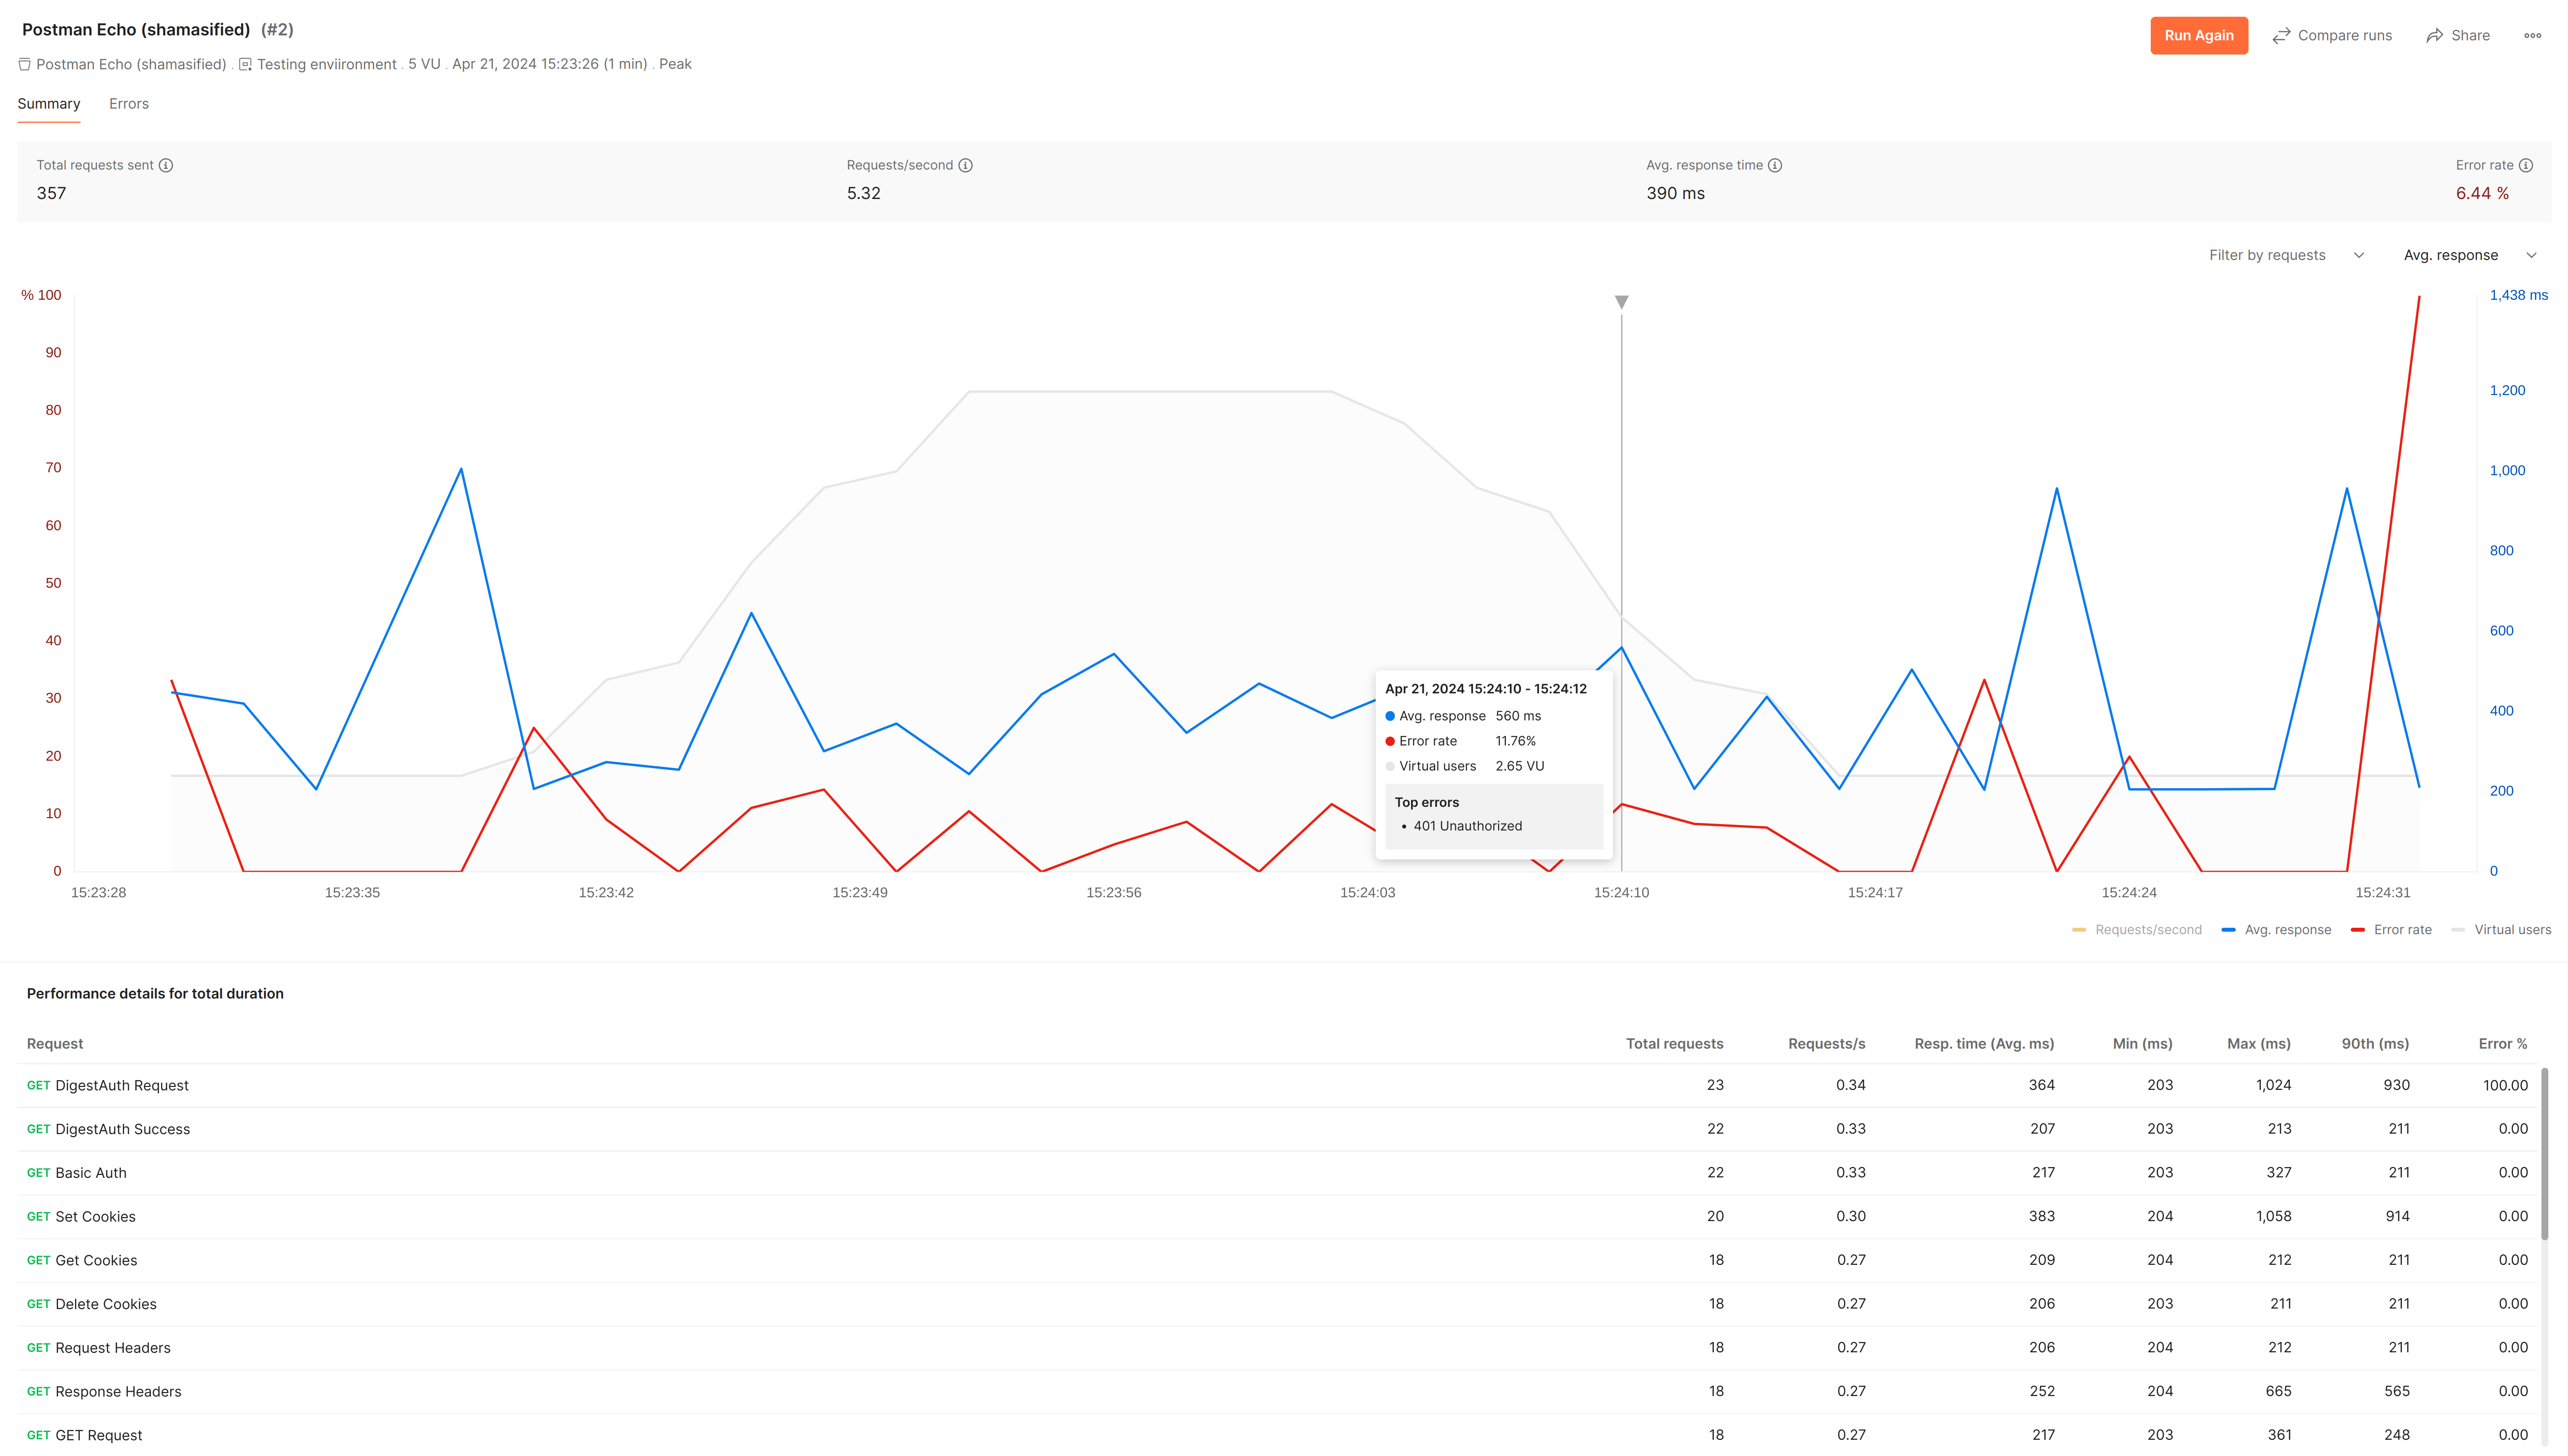 Postman Echo (shamasified) (#2)
Run Again Compare runs Share
Postman Echo (shamasified) . Testing enviironment . 5 VU . Apr 21, 2024 15:23:26 (1 min) . Peak
Summary Errors
Total requests sent Requests/second Avg. response time Error rate
357 5.32 390 ms 6.44 %
Filter by requests Avg. response
% 100 1,438 ms
90
80 1,200
70 1,000
60
50 800
40 600
30 400
20 200
10
0 0
Apr 21, 2024 15:24:10 - 15:24:12
Avg. response 560 ms
Error rate 11.76%
Virtual users 2.65 VU
Top errors
• 401 Unauthorized
15:23:28 15:23:35 15:23:42 15:23:49 15:23:56 15:24:03 15:24:10 15:24:17 15:24:24 15:24:31
Requests/second Avg. response Error rate Virtual users
Performance details for total duration
Request Total requests Requests/s Resp. time (Avg. ms) Min (ms) Max (ms) 90th (ms) Error %
GET DigestAuth Request 23 0.34 364 203 1,024 930 100.00
GET DigestAuth Success 22 0.33 207 203 213 211 0.00
GET Basic Auth 22 0.33 217 203 327 211 0.00
GET Set Cookies 20 0.30 383 204 1,058 914 0.00
GET Get Cookies 18 0.27 209 204 212 211 0.00
GET Delete Cookies 18 0.27 206 203 211 211 0.00
GET Request Headers 18 0.27 206 204 212 211 0.00
GET Response Headers 18 0.27 252 204 665 565 0.00
GET GET Request 18 0.27 217 203 361 248 0.00